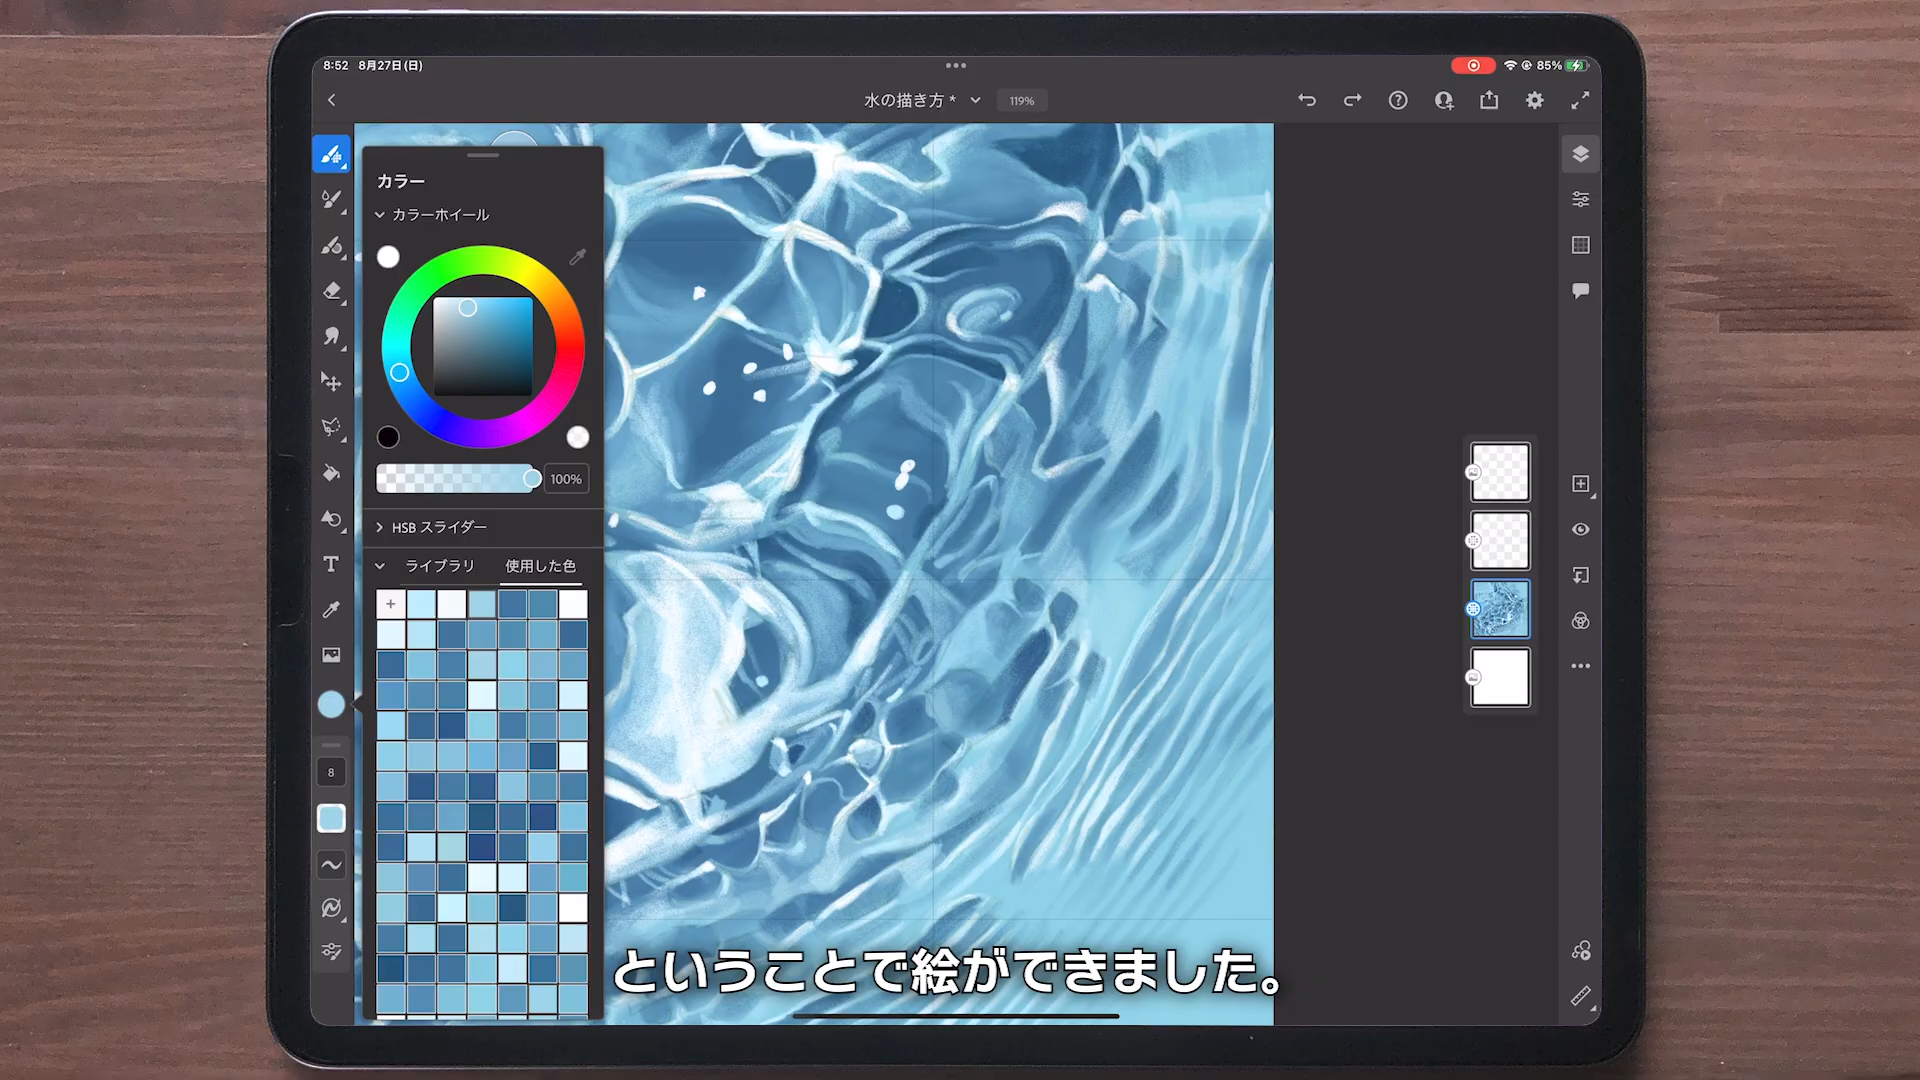 8:52 8月27日(日)
85%
水の描き方 *
119%
カラー
カラーホイール
100%
HSB スライダー
ライブラリ 使用した色
T
8
ということで絵ができました。